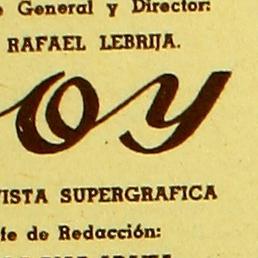 General y Director:
RAFAEL LEBRIJA.
oy
VISTA SUPERGRAFICA
fe de Redacción: